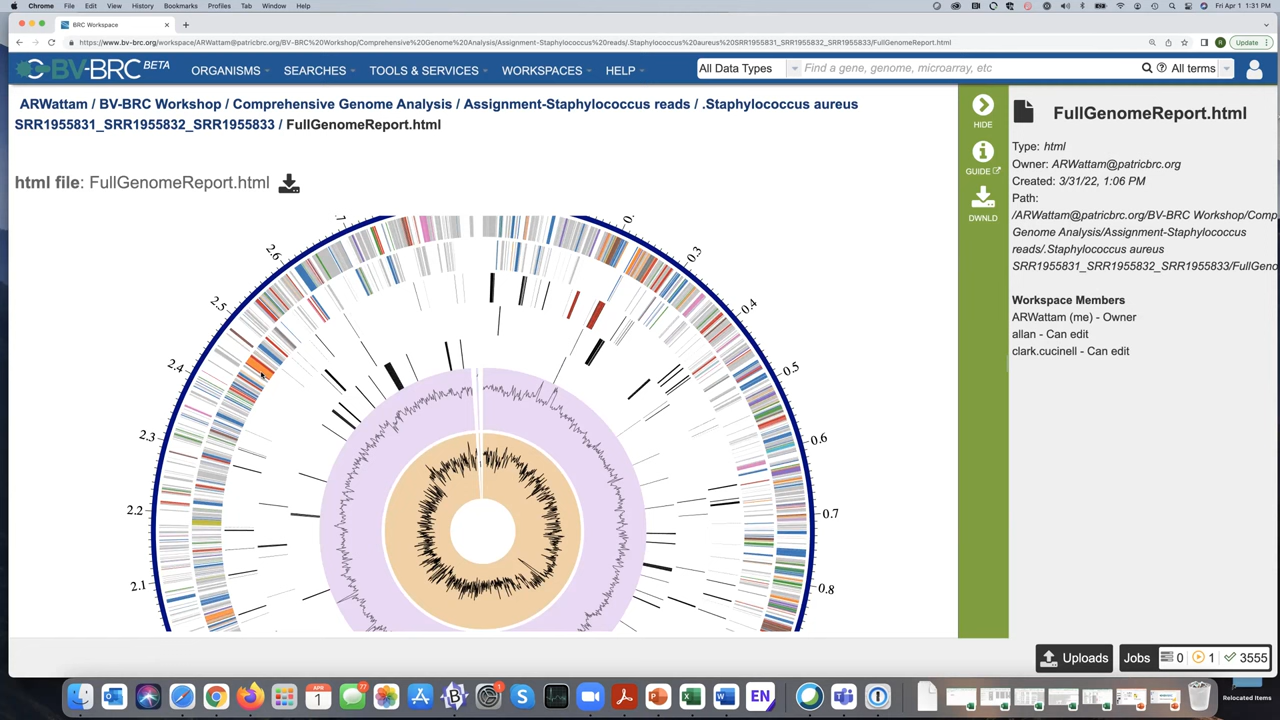 Chrome File Edit View History Bookmarks Profiles Tab Window Help Fri Apr 1 1:31 PM
BRC Workspace
https://www.bv-brc.org/workspace/ARWattam@patricbrc.org/BV-BRC%20Workshop/Comprehensive%20Genome%20Analysis/Assignment-Staphylococcus%20reads/.Staphylococcus%20aureus%20SRR1955831_SRR1955832_SRR1955833/FullGenomeReport.html
R Update
BV-BRC BETA
ORGANISMS SEARCHES TOOLS & SERVICES WORKSPACES HELP All Data Types Find a gene, genome, microarray, etc All terms
ARWattam / BV-BRC Workshop / Comprehensive Genome Analysis / Assignment-Staphylococcus reads / .Staphylococcus aureus
SRR1955831_SRR1955832_SRR1955833 / FullGenomeReport.html
html file: FullGenomeReport.html
2.6
2.5
2.4
2.3
2.2
2.1
0.3
0.4
0.5
0.6
0.7
0.8
HIDE
GUIDE
DWNLD
FullGenomeReport.html
Type: html
Owner: ARWattam@patricbrc.org
Created: 3/31/22, 1:06 PM
Path:
/ARWattam@patricbrc.org/BV-BRC Workshop/Comp
Genome Analysis/Assignment-Staphylococcus
reads/.Staphylococcus aureus
SRR1955831_SRR1955832_SRR1955833/FullGeno
Workspace Members
ARWattam (me) - Owner
allan - Can edit
clark.cucinell - Can edit
Uploads
Jobs 0 1 3555
APR
1
77
1
EN
Relocated Items